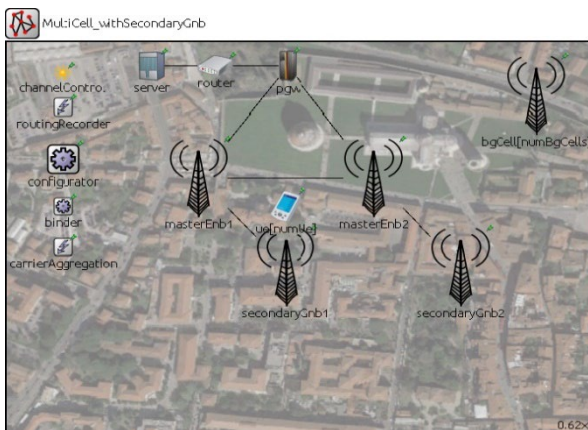 MultiCell_withSecondaryGnb
channelContro.
server
router
pgw
routingRecorder
bgCell[numBgCells
configurator
masterEnb1
ue[numUe]
masterEnb2
binder
carrierAggregation
secondaryGnb1
secondaryGnb2
0.62x